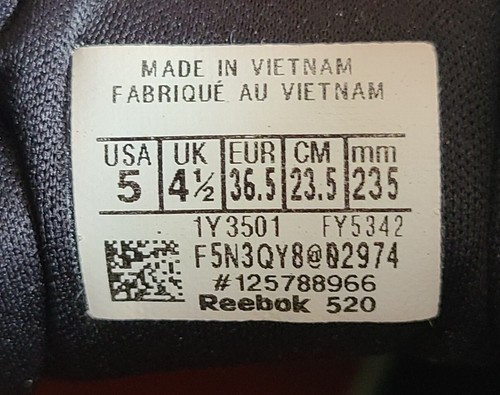 MADE IN VIETNAM
FABRIQUÉ AU VIETNAM
USA UK EUR CM mm
5 4½ 36.5 23.5 235
1Y3501 FY5342
F5N3QY8@02974
#125788966
Reebok 520